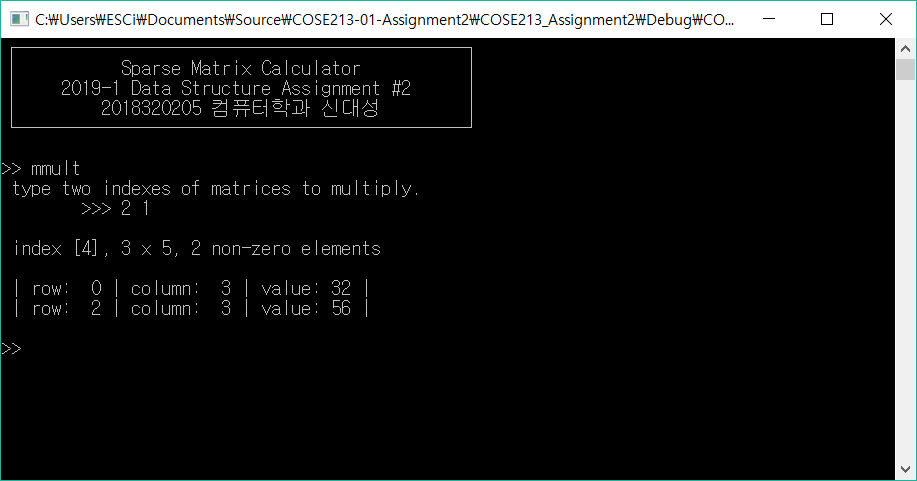 C:₩Users₩ESCi₩Documents₩Source₩COSE213-01-Assignment2₩COSE213_Assignment2₩Debug₩CO...
Sparse Matrix Calculator
2019-1 Data Structure Assignment #2
2018320205 컴퓨터학과 신대성
>> mmult
type two indexes of matrices to multiply.
>>> 2 1
index [4], 3 x 5, 2 non-zero elements
| row:  0 | column:  3 | value: 32 |
| row:  2 | column:  3 | value: 56 |
>>